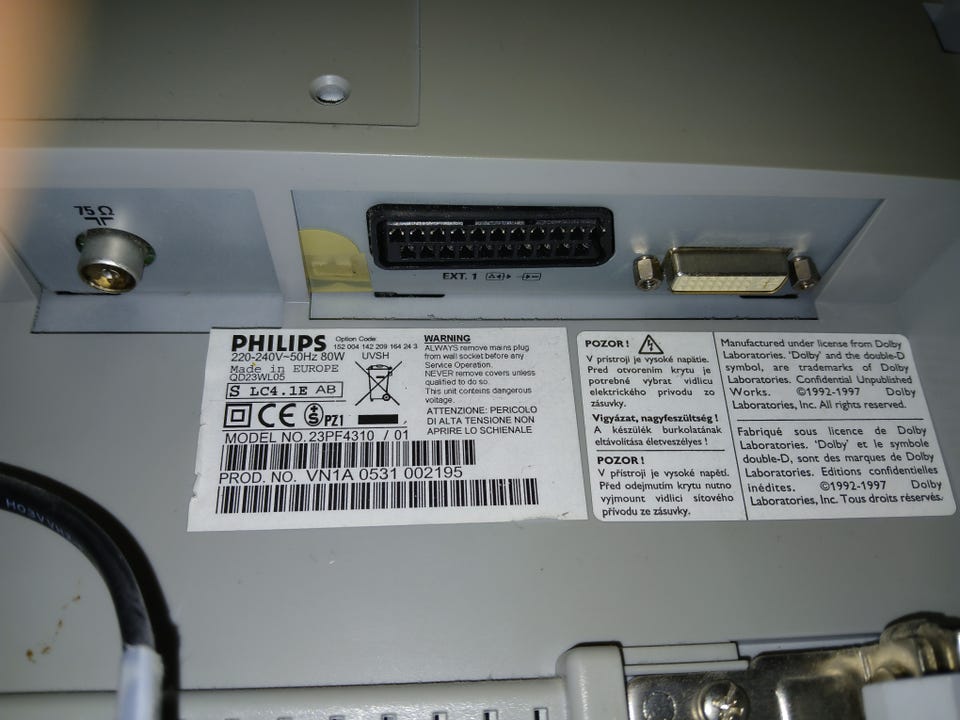 75 Ω
EXT. 1
PHILIPS
Option Code
152 004 142 209 164 24 3
220-240V~50Hz 80W
UVSH
Made in EUROPE
QD23WL05
S LC4.1E AB
CE
S PZ1
MODEL NO. 23PF4310 / 01
PROD. NO. VN1A 0531 002195
WARNING
ALWAYS remove mains plug
from wall socket before any
Service Operation.
NEVER remove covers unless
qualified to do so.
This unit contains dangerous
voltage.
ATTENZIONE: PERICOLO
DI ALTA TENSIONE NON
APRIRE LO SCHIENALE
POZOR !
V prístroji je vysoké napätie.
Pred otvorením krytu je
potrebné vybrat vidlicu
elektrického prívodu zo
zásuvky.
Vigyázat, nagyfeszültség !
A készülék burkolatának
eltávolítása életveszélyes !
POZOR !
V přístroji je vysoké napětí.
Před odejmutím krytu nutno
vyjmount vidlici síťového
přívodu ze zásuvky.
Manufactured under license from Dolby
Laboratories. 'Dolby' and the double-D
symbol, are trademarks of Dolby
Laboratories. Confidential Unpublished
Works. ©1992-1997 Dolby
Laboratories, Inc. All rights reserved.
Fabriqué sous licence de Dolby
Laboratories. 'Dolby' et le symbole
double-D, sont des marques de Dolby
Laboratories. Editions confidentielles
inédites. ©1992-1997 Dolby
Laboratories, Inc. Tous droits réservés.